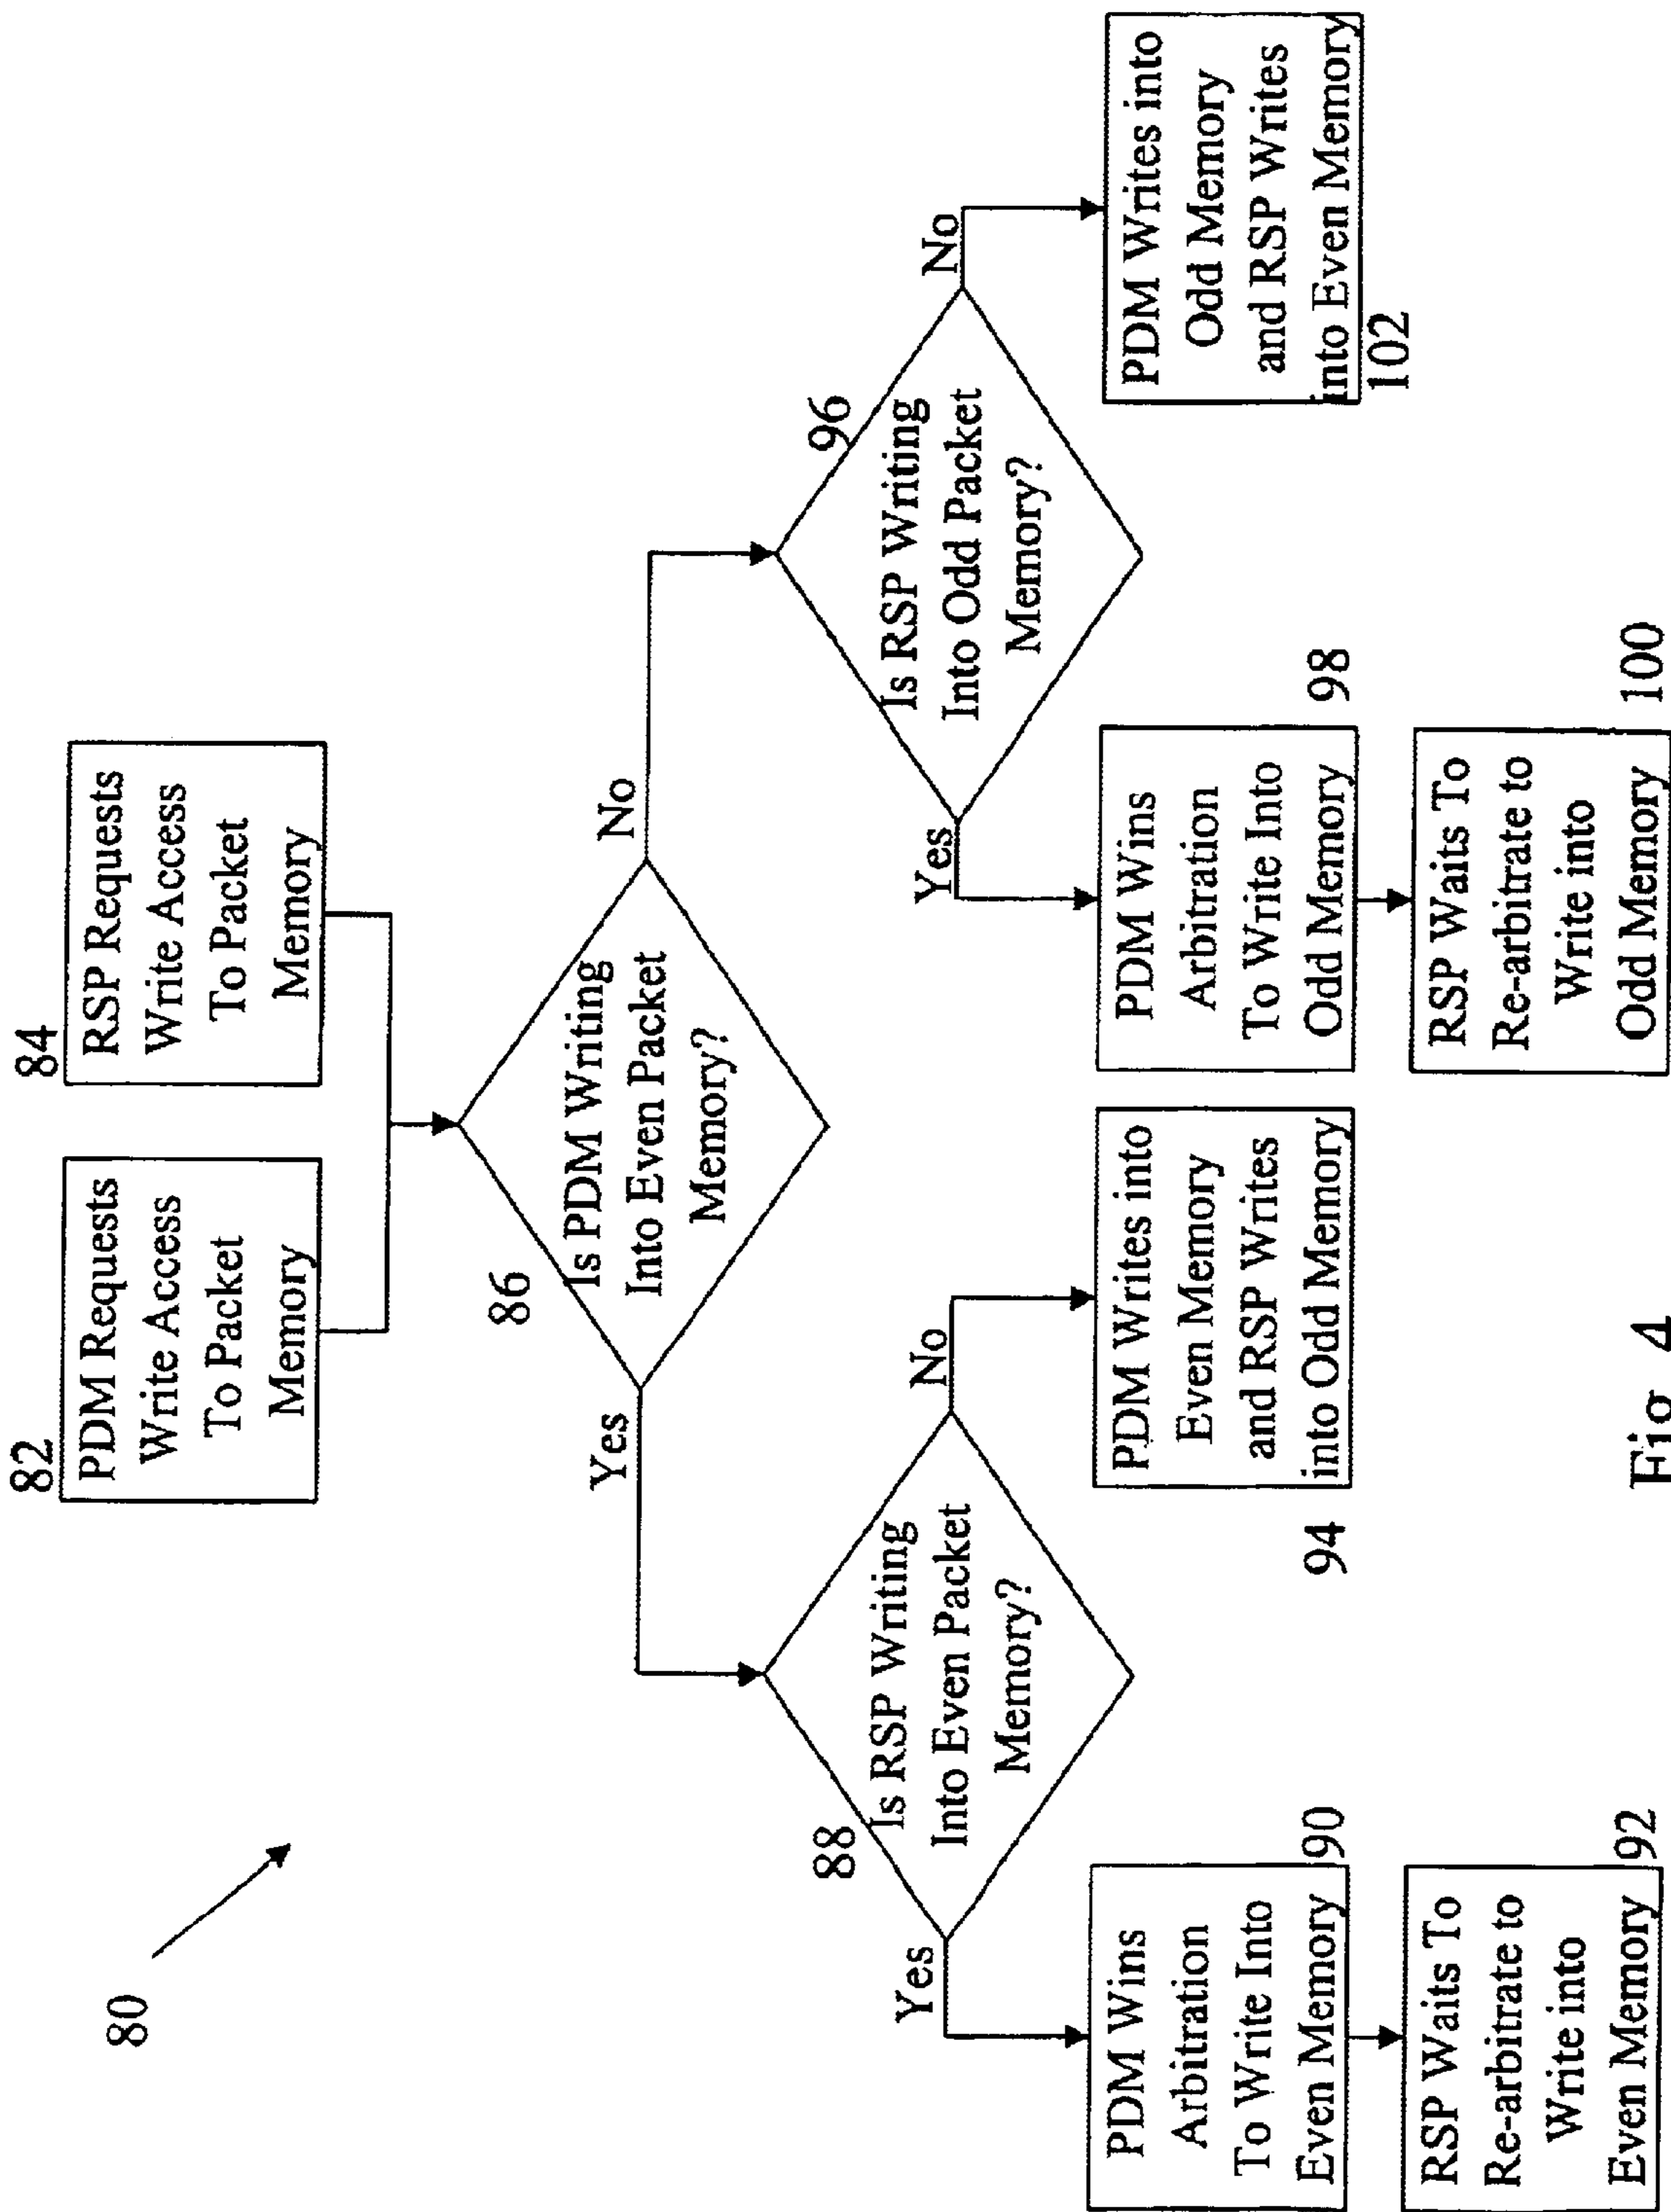 80
82
PDM Requests
Write Access
To Packet
Memory
84
RSP Requests
Write Access
To Packet
Memory
86
Is PDM Writing
Into Even Packet
Memory?
Yes
No
88
Is RSP Writing
Into Even Packet
Memory?
Yes
No
96
Is RSP Writing
Into Odd Packet
Memory?
Yes
No
PDM Wins
Arbitration
To Write Into
Even Memory
90
RSP Waits To
Re-arbitrate to
Write into
Even Memory
92
PDM Writes into
Even Memory
and RSP Writes
into Odd Memory
94
PDM Wins
Arbitration
To Write Into
Odd Memory
98
RSP Waits To
Re-arbitrate to
Write into
Odd Memory
100
PDM Writes into
Odd Memory
and RSP Writes
into Even Memory
102
Fig. 4